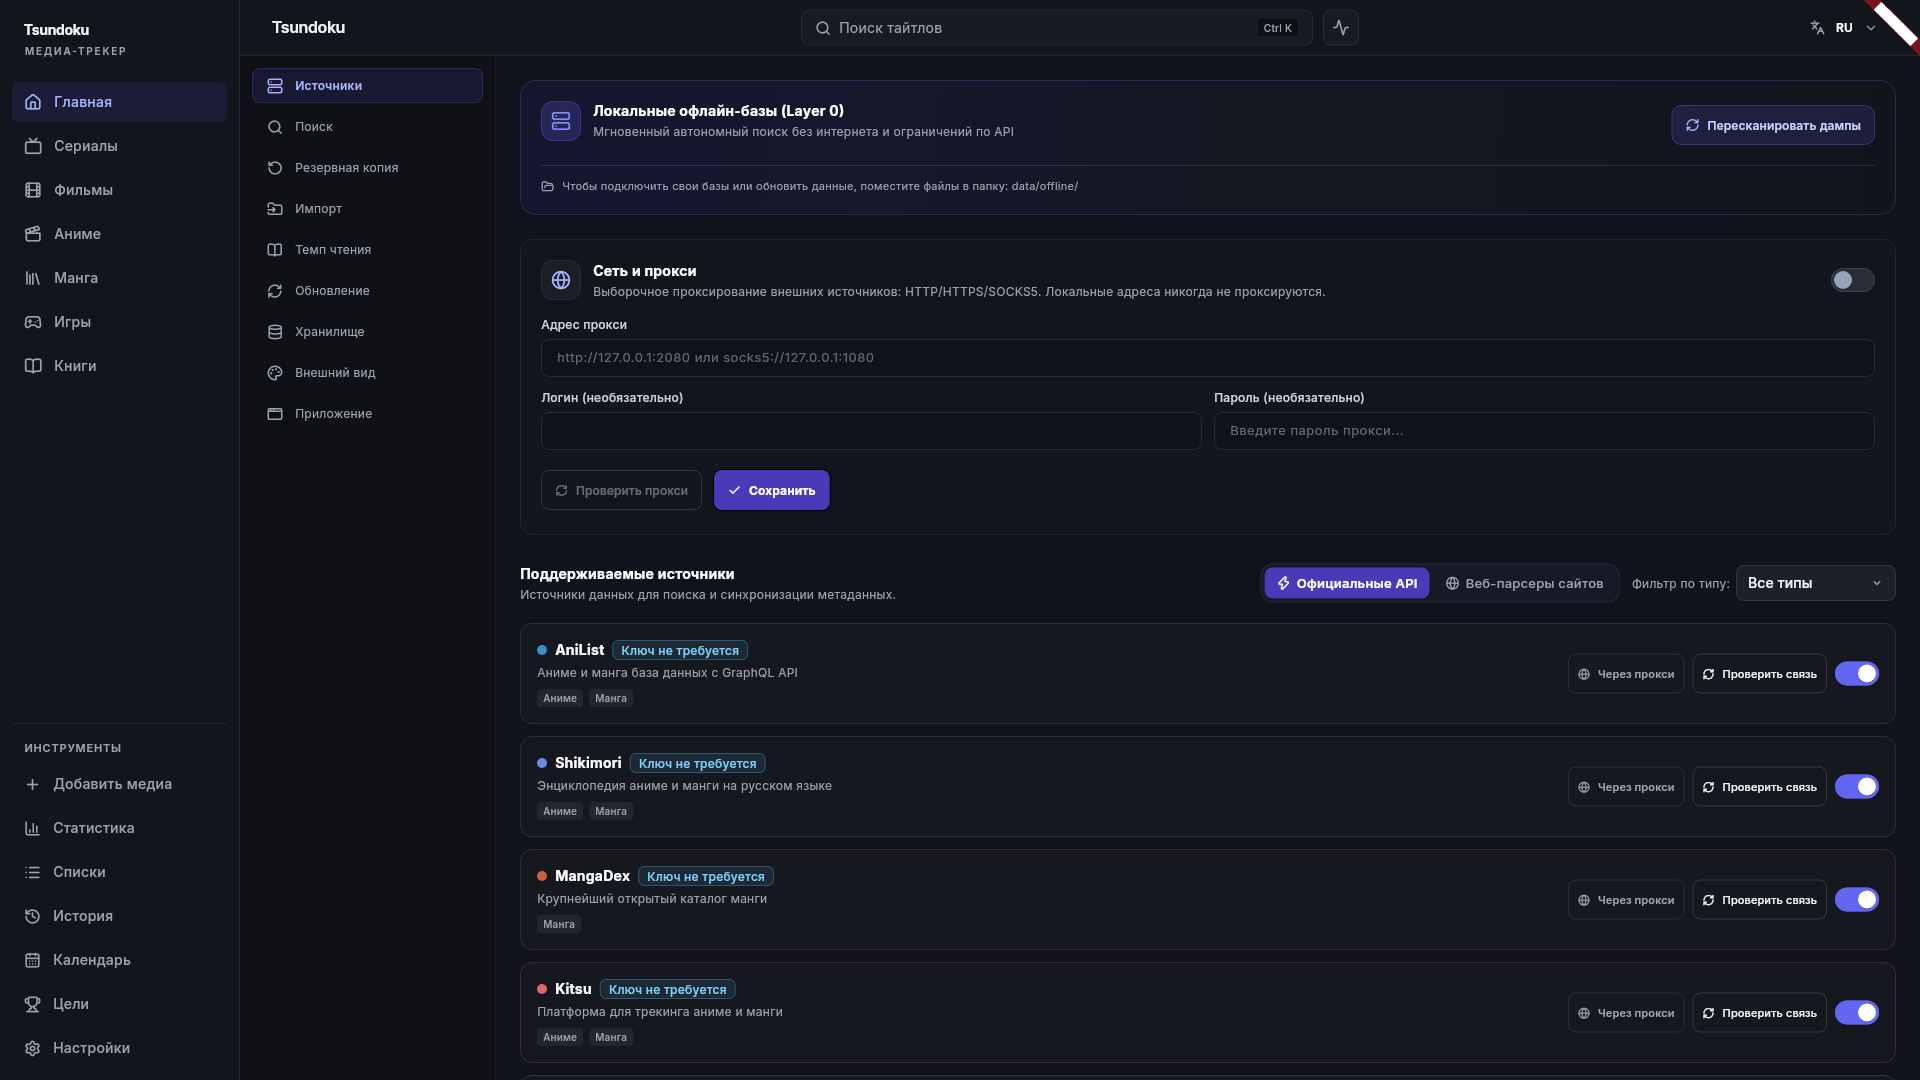 Tsundoku
МЕДИА-ТРЕКЕР
Главная
Сериалы
Фильмы
Аниме
Манга
Игры
Книги
ИНСТРУМЕНТЫ
Добавить медиа
Статистика
Списки
История
Календарь
Цели
Настройки
Tsundoku
Поиск тайтлов
Ctrl K
RU
Источники
Поиск
Резервная копия
Импорт
Темп чтения
Обновление
Хранилище
Внешний вид
Приложение
Локальные офлайн-базы (Layer 0)
Мгновенный автономный поиск без интернета и ограничений по API
Пересканировать дампы
Чтобы подключить свои базы или обновить данные, поместите файлы в папку: data/offline/
Сеть и прокси
Выборочное проксирование внешних источников: HTTP/HTTPS/SOCKS5. Локальные адреса никогда не проксируются.
Адрес прокси
http://127.0.0.1:2080 или socks5://127.0.0.1:1080
Логин (необязательно)
Пароль (необязательно)
Введите пароль прокси...
Проверить прокси
Сохранить
Поддерживаемые источники
Источники данных для поиска и синхронизации метаданных.
Официальные API
Веб-парсеры сайтов
Фильтр по типу:
Все типы
AniList
Ключ не требуется
Аниме и манга база данных с GraphQL API
Аниме
Манга
Через прокси
Проверить связь
Shikimori
Ключ не требуется
Энциклопедия аниме и манги на русском языке
Аниме
Манга
Через прокси
Проверить связь
MangaDex
Ключ не требуется
Крупнейший открытый каталог манги
Манга
Через прокси
Проверить связь
Kitsu
Ключ не требуется
Платформа для трекинга аниме и манги
Аниме
Манга
Через прокси
Проверить связь